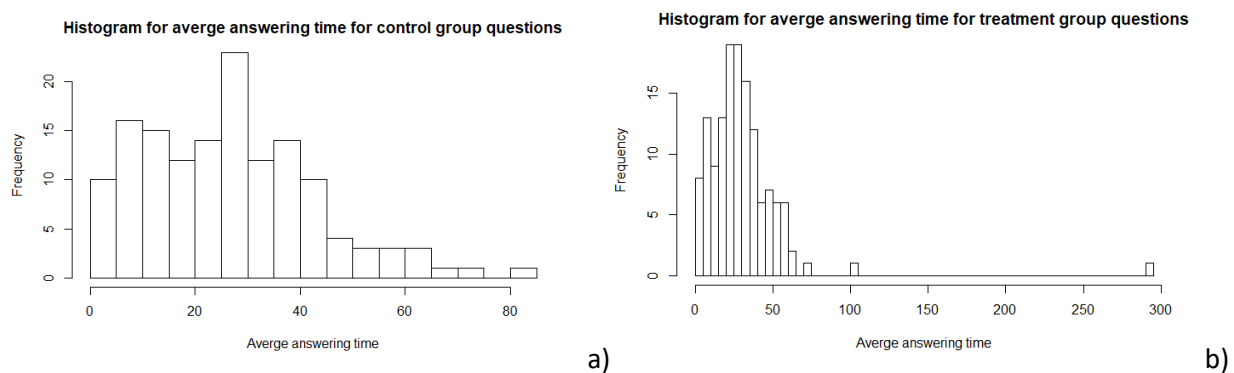 Histogram for averge answering time for control group questions
Frequency
20
15
10
5
0
0 20 40 60 80
Averge answering time
a)
Histogram for averge answering time for treatment group questions
Frequency
15
10
5
0
0 50 100 150 200 250 300
Averge answering time
b)